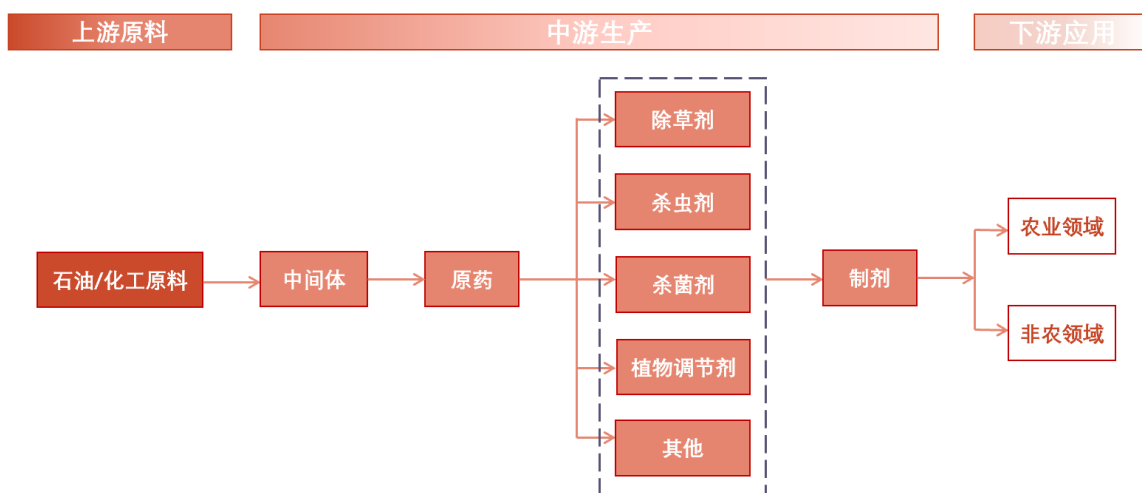 上游原料
中游生产
下游应用
除草剂
杀虫剂
石油/化工原料
中间体
原药
杀菌剂
制剂
农业领域
非农领域
植物调节剂
其他